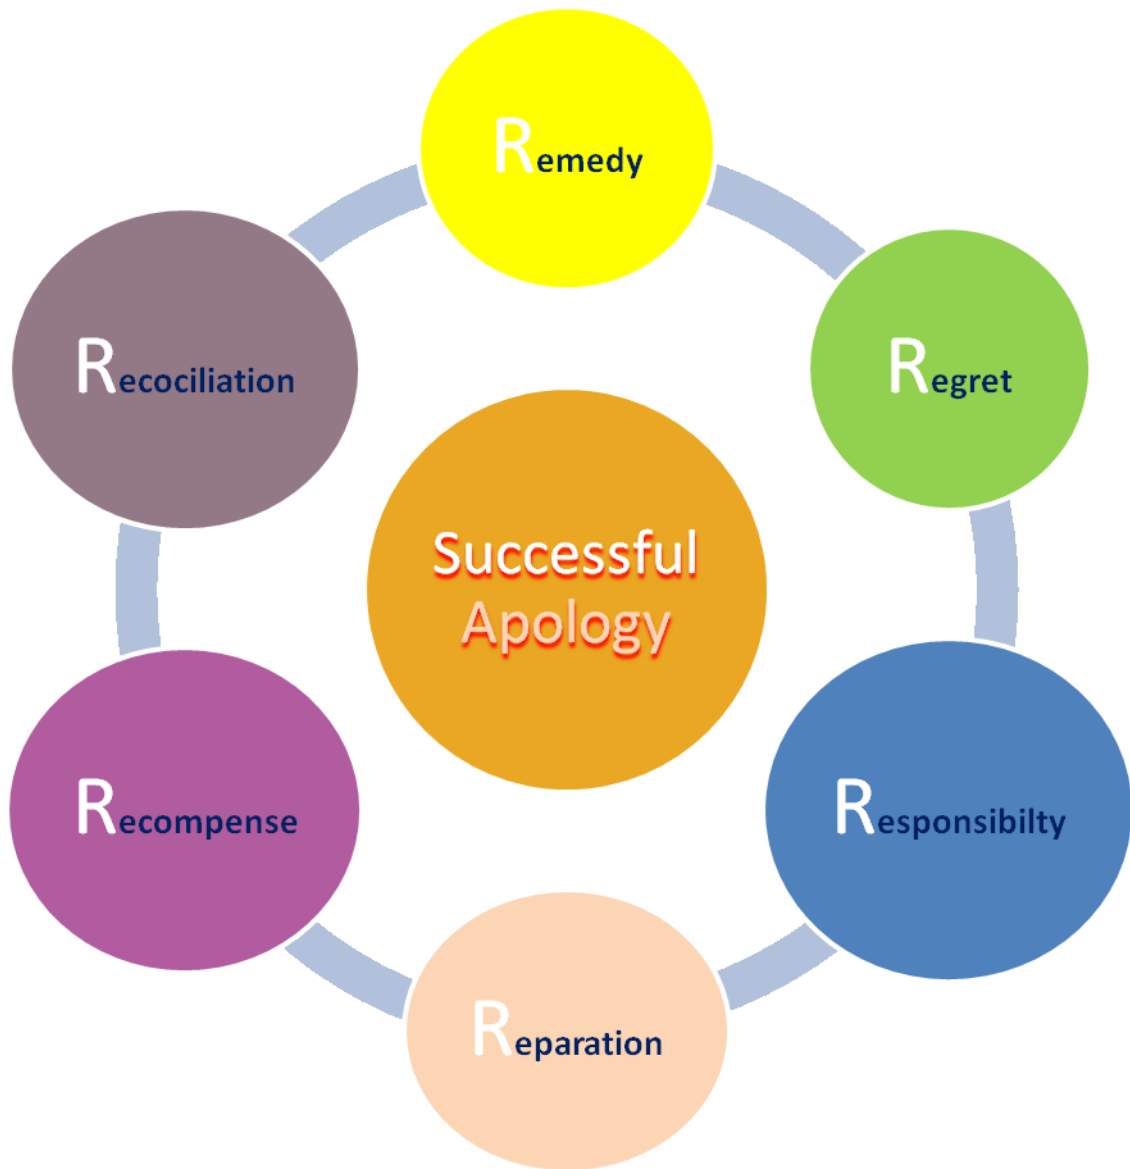 Remedy
Regret
Responsibilty
Reparation
Recompense
Recociliation
Successful
Apology